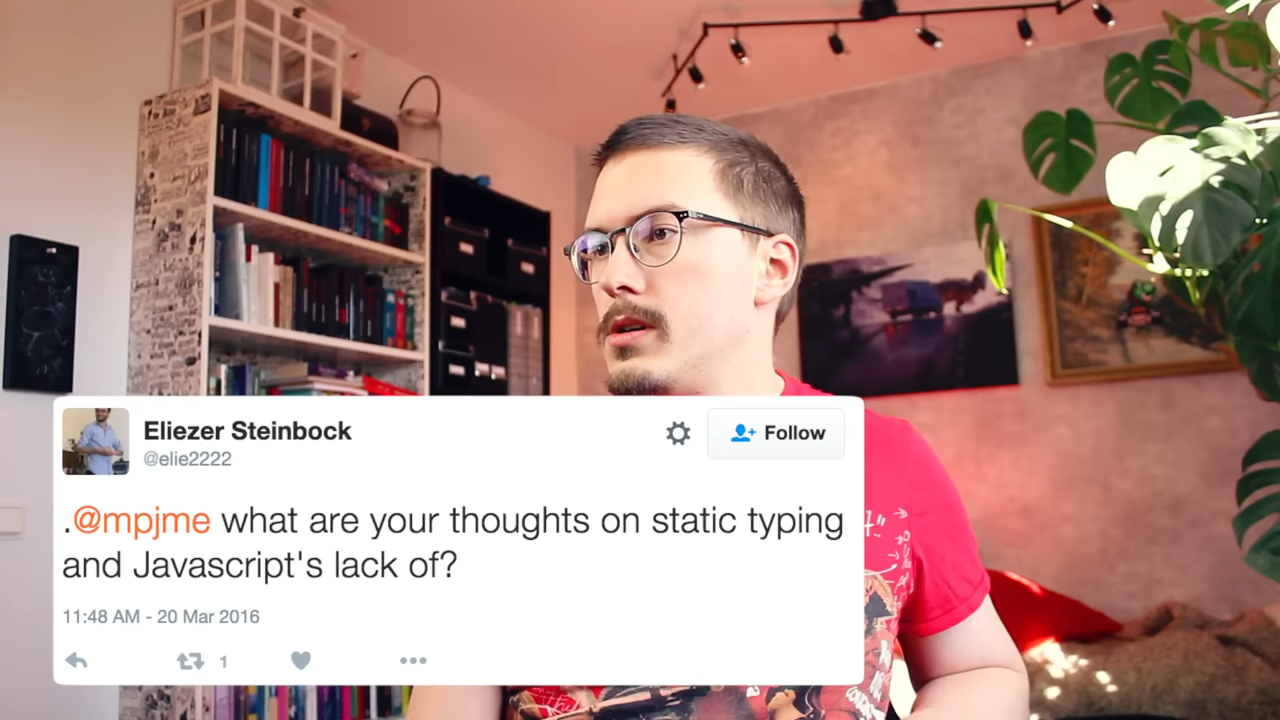 Eliezer Steinbock
@elie2222
Follow
.@mpjme what are your thoughts on static typing
and Javascript's lack of?
11:48 AM - 20 Mar 2016
1